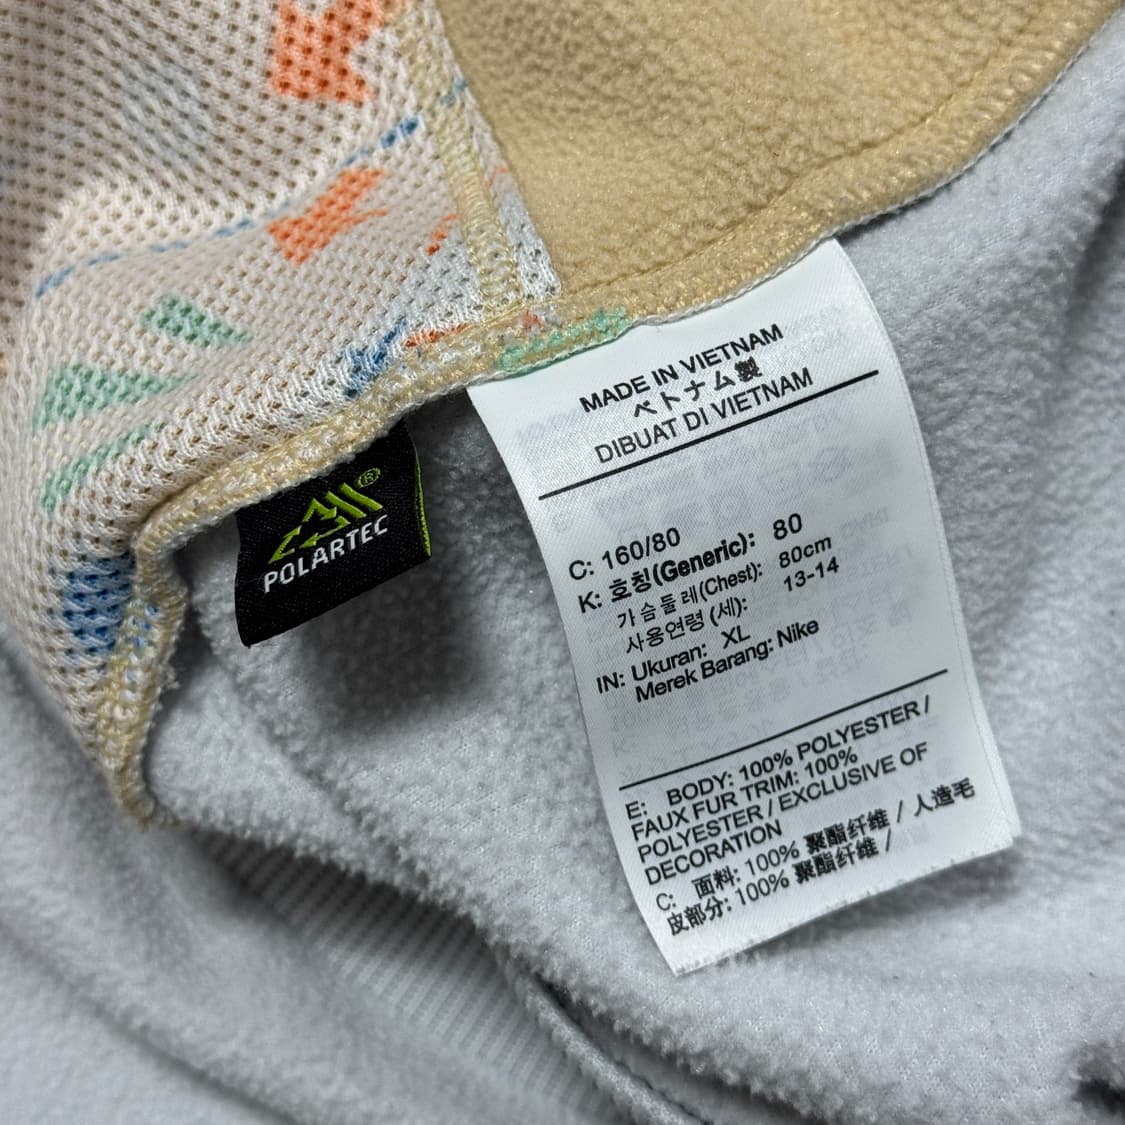 POLARTEC®
MADE IN VIETNAM
ベトナム製
DIBUAT DI VIETNAM
C: 160/80
K: 호칭(Generic): 80
가슴둘레(Chest): 80cm
사용연령 (세): 13-14
IN: Ukuran: XL
Merek Barang: Nike
E: BODY: 100% POLYESTER /
FAUX FUR TRIM: 100%
POLYESTER / EXCLUSIVE OF
DECORATION
C: 面料: 100% 聚酯纤维 / 人造毛
皮部分: 100% 聚酯纤维 /